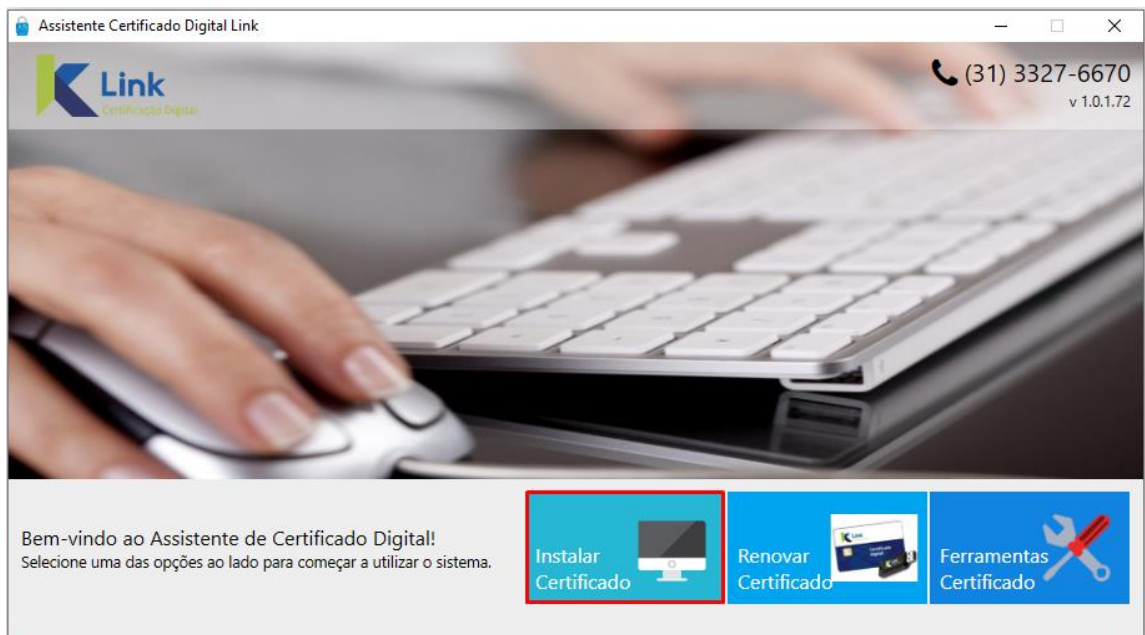 Assistente Certificado Digital Link
Link
Certificação Digital
(31) 3327-6670
v 1.0.1.72
Bem-vindo ao Assistente de Certificado Digital!
Selecione uma das opções ao lado para começar a utilizar o sistema.
Instalar
Certificado
Renovar
Certificado
Ferramentas
Certificado